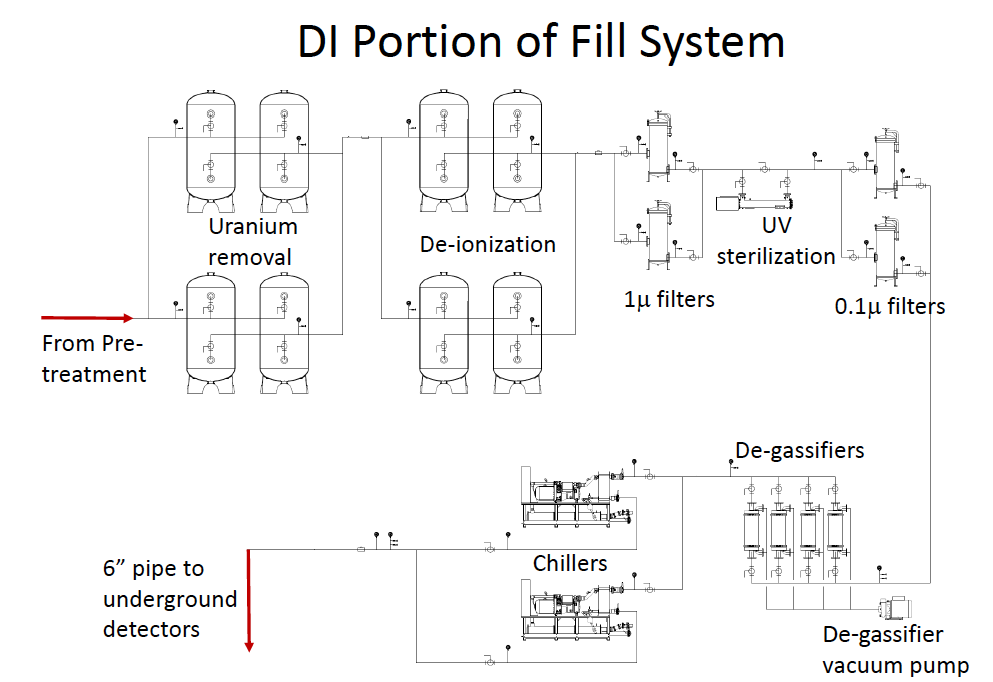 DI Portion of Fill System
Uranium
removal
De-ionization
UV
sterilization
1µ filters
0.1µ filters
From Pre-
treatment
De-gassifiers
Chillers
6” pipe to
underground
detectors
De-gassifier
vacuum pump